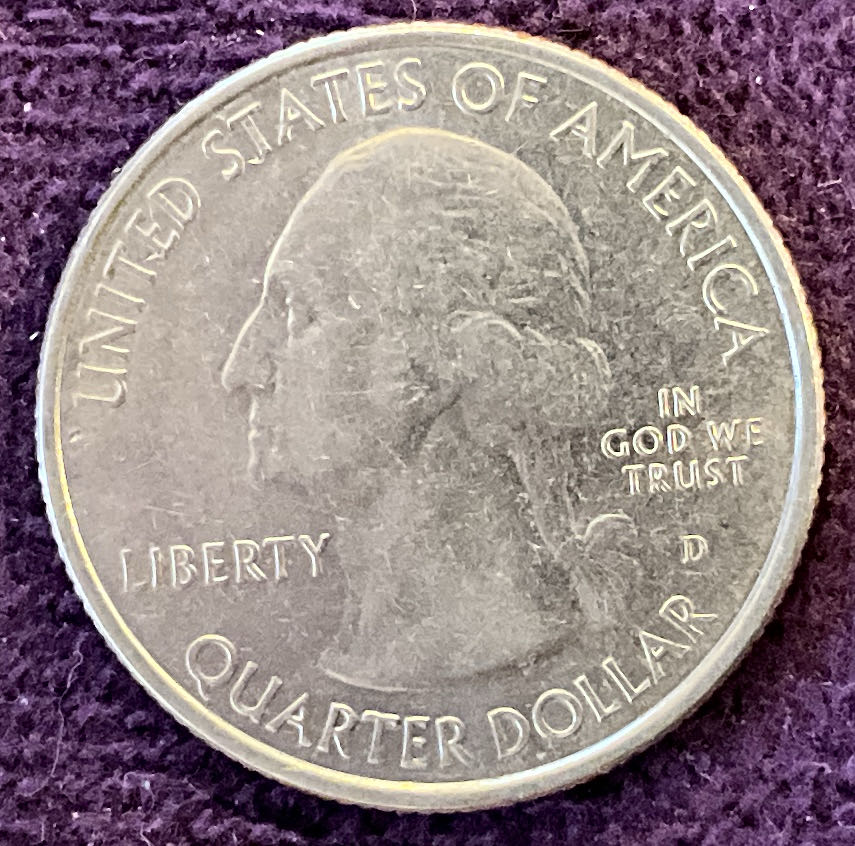 UNITED STATES OF AMERICA
IN
GOD WE
TRUST
LIBERTY
D
QUARTER DOLLAR